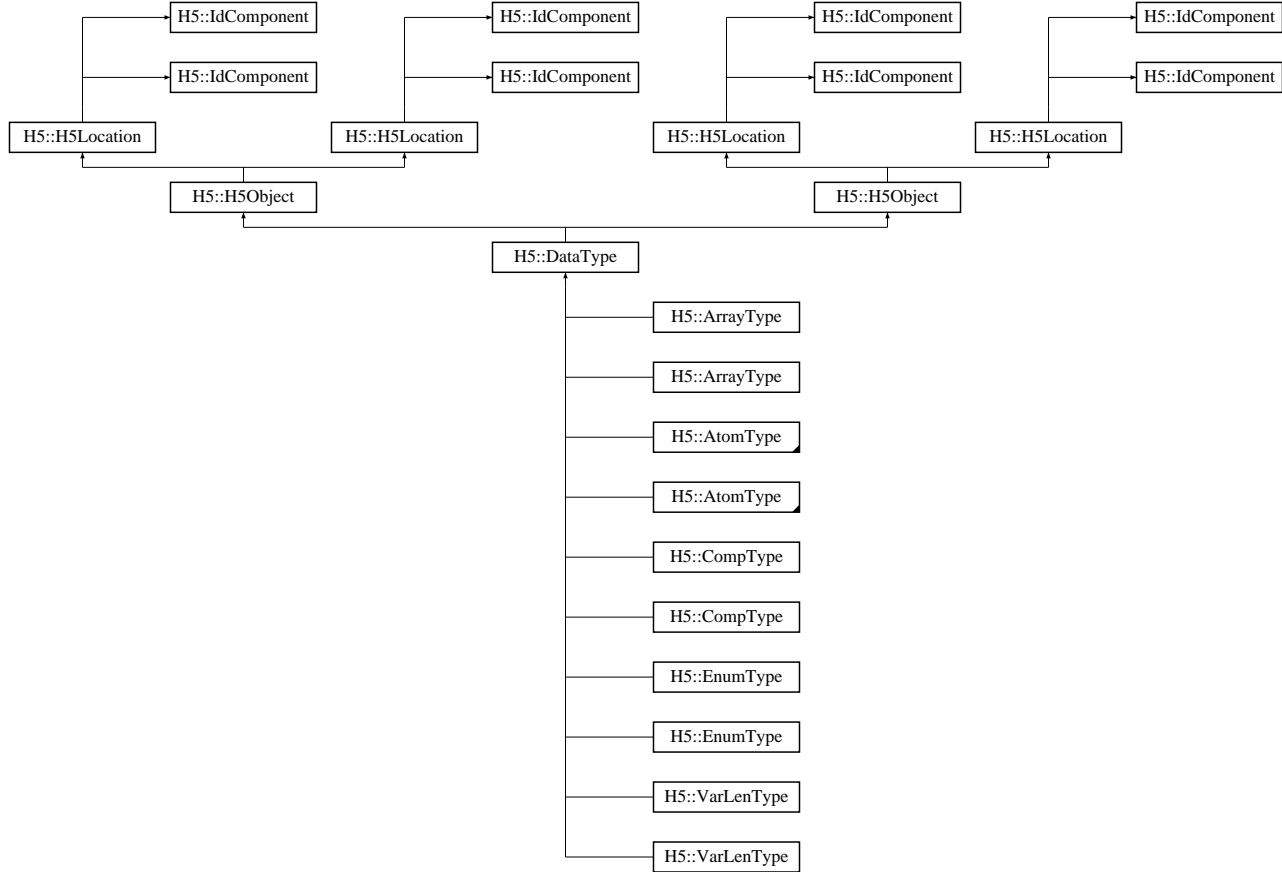 H5::IdComponent H5::IdComponent H5::IdComponent H5::IdComponent
H5::IdComponent H5::IdComponent H5::IdComponent H5::IdComponent
H5::H5Location H5::H5Location H5::H5Location H5::H5Location
H5::H5Object H5::H5Object
H5::DataType
H5::ArrayType
H5::ArrayType
H5::AtomType
H5::AtomType
H5::CompType
H5::CompType
H5::EnumType
H5::EnumType
H5::VarLenType
H5::VarLenType